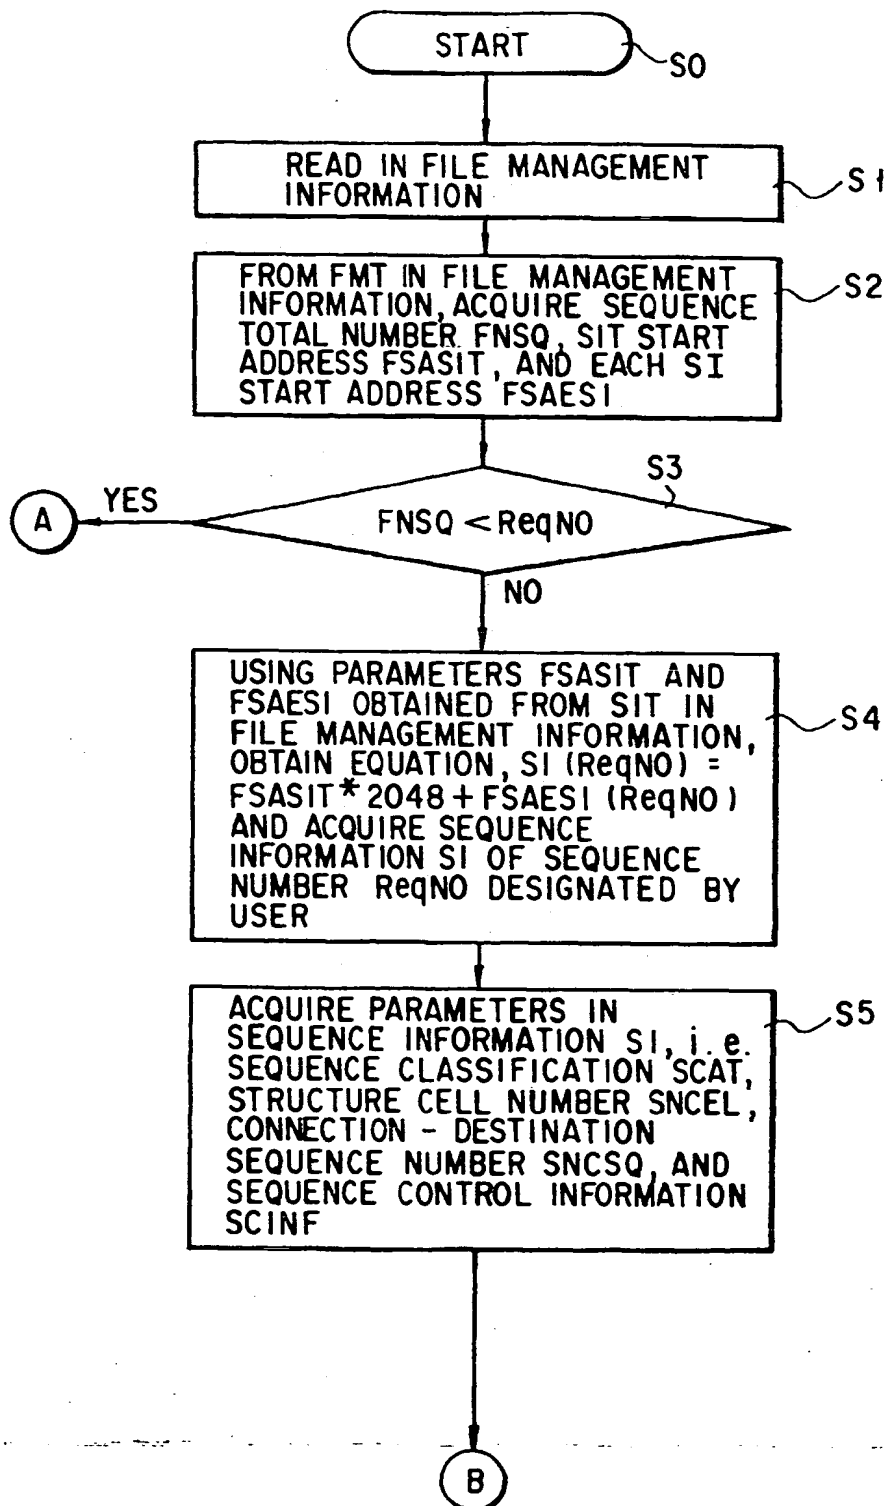 START
S0
READ IN FILE MANAGEMENT
INFORMATION
S1
FROM FMT IN FILE MANAGEMENT
INFORMATION, ACQUIRE SEQUENCE
TOTAL NUMBER FNSQ, SIT START
ADDRESS FSASIT, AND EACH SI
START ADDRESS FSAESI
S2
S3
A
YES
FNSQ < ReqNO
NO
USING PARAMETERS FSASIT AND
FSAESI OBTAINED FROM SIT IN
FILE MANAGEMENT INFORMATION,
OBTAIN EQUATION, SI (ReqNO) =
FSASIT * 2048 + FSAESI (ReqNO)
AND ACQUIRE SEQUENCE
INFORMATION SI OF SEQUENCE
NUMBER ReqNO DESIGNATED BY
USER
S4
ACQUIRE PARAMETERS IN
SEQUENCE INFORMATION SI, i.e.
SEQUENCE CLASSIFICATION SCAT,
STRUCTURE CELL NUMBER SNCEL,
CONNECTION - DESTINATION
SEQUENCE NUMBER SNCSQ, AND
SEQUENCE CONTROL INFORMATION
SCINF
S5
B